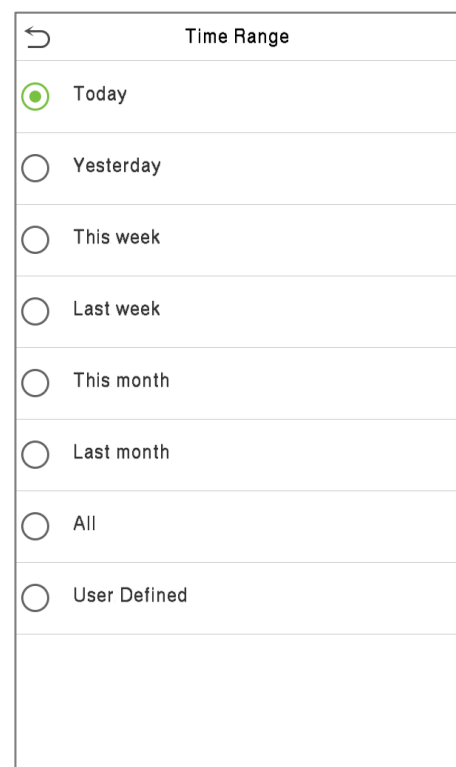 Time Range
Today
Yesterday
This week
Last week
This month
Last month
All
User Defined